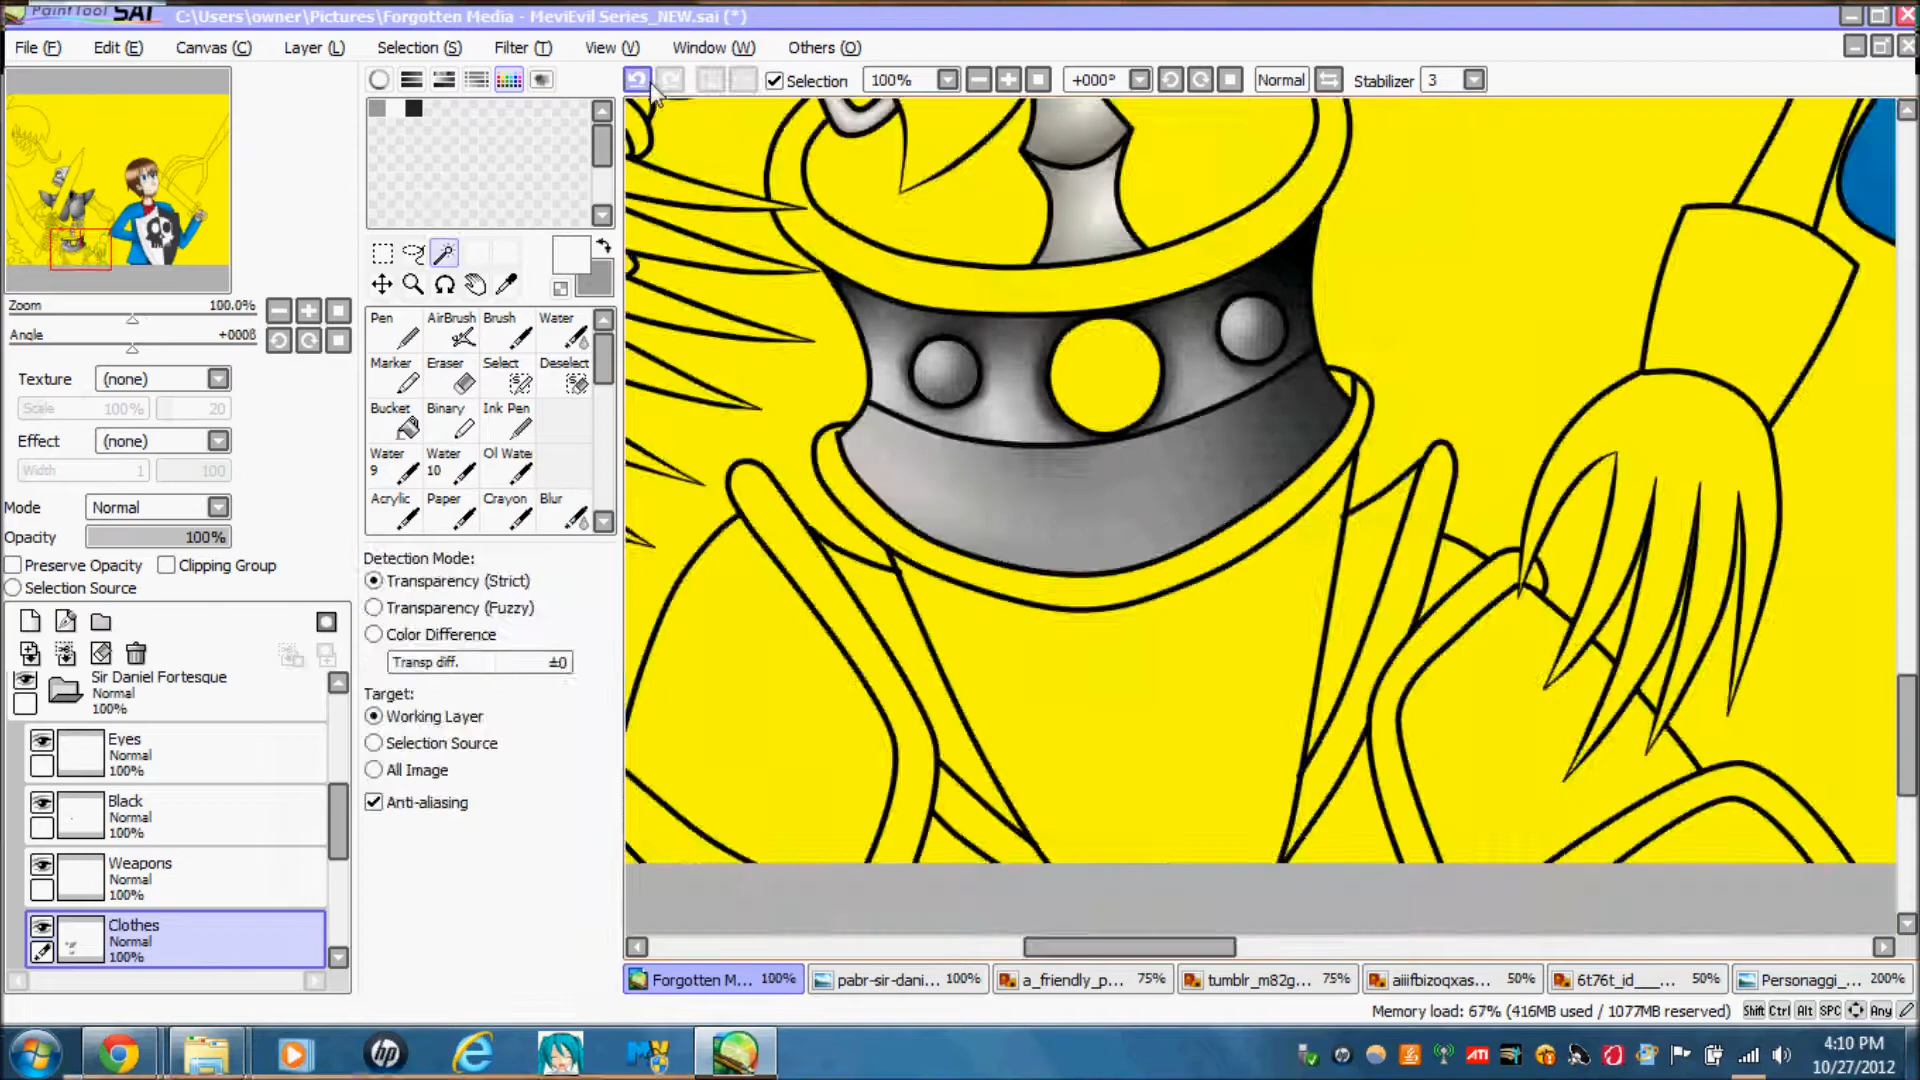 PaintTool SAI C:\Users\owner\Pictures\Forgotten Media - MeviEvil Series_NEW.sai (*)
File (F) Edit (E) Canvas (C) Layer (L) Selection (S) Filter (T) View (V) Window (W) Others (O)
Selection 100% +000° Normal Stabilizer 3
Zoom 100.0%
Angle +000ß
Texture (none)
Scale 100% 20
Effect (none)
Width 1 100
Mode Normal
Opacity 100%
Preserve Opacity Clipping Group
Selection Source
Sir Daniel Fortesque
Normal
100%
Eyes
Normal
100%
Black
Normal
100%
Weapons
Normal
100%
Clothes
Normal
100%
Pen AirBrush Brush Water
Marker Eraser Select Deselect
Bucket Binary Ink Pen
Water 9 Water 10 Ol Wate
Acrylic Paper Crayon Blur
Detection Mode:
Transparency (Strict)
Transparency (Fuzzy)
Color Difference
Transp diff. ±0
Target:
Working Layer
Selection Source
All Image
Anti-aliasing
Forgotten M... 100% pabr-sir-dani... 100% a_friendly_p... 75% tumblr_m82g... 75% aiiifbizoqxas... 50% 6t76t_id____... 50% Personaggi_... 200%
Memory load: 67% (416MB used / 1077MB reserved) Shift Ctrl Alt SPC Any
hp ATI
4:10 PM
10/27/2012